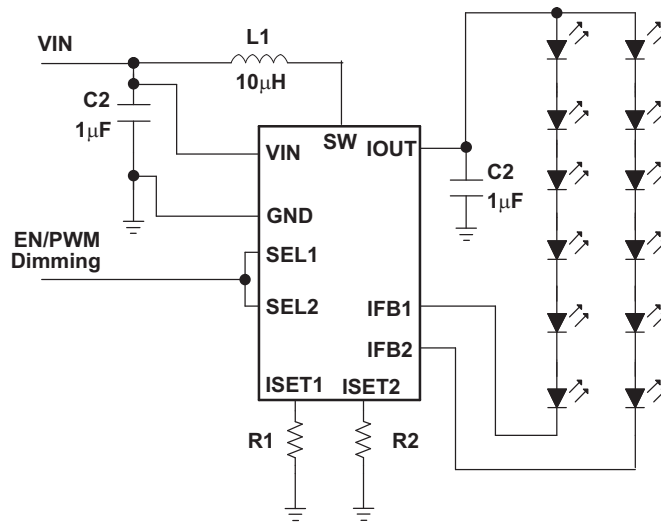 L1
VIN
10μH
C2
1μF
SW
VIN
IOUT
C2
1μF
GND
EN/PWM
Dimming
SEL1
SEL2
IFB1
IFB2
ISET1
ISET2
R1
R2